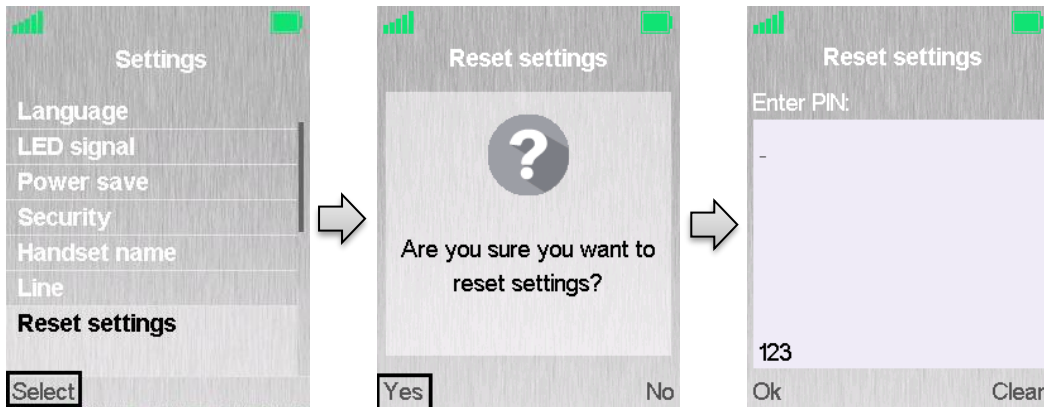 Settings
Language
LED signal
Power save
Security
Handset name
Line
Reset settings
Select
Reset settings
?
Are you sure you want to
reset settings?
Yes No
Reset settings
Enter PIN:
-
123
Ok Clear